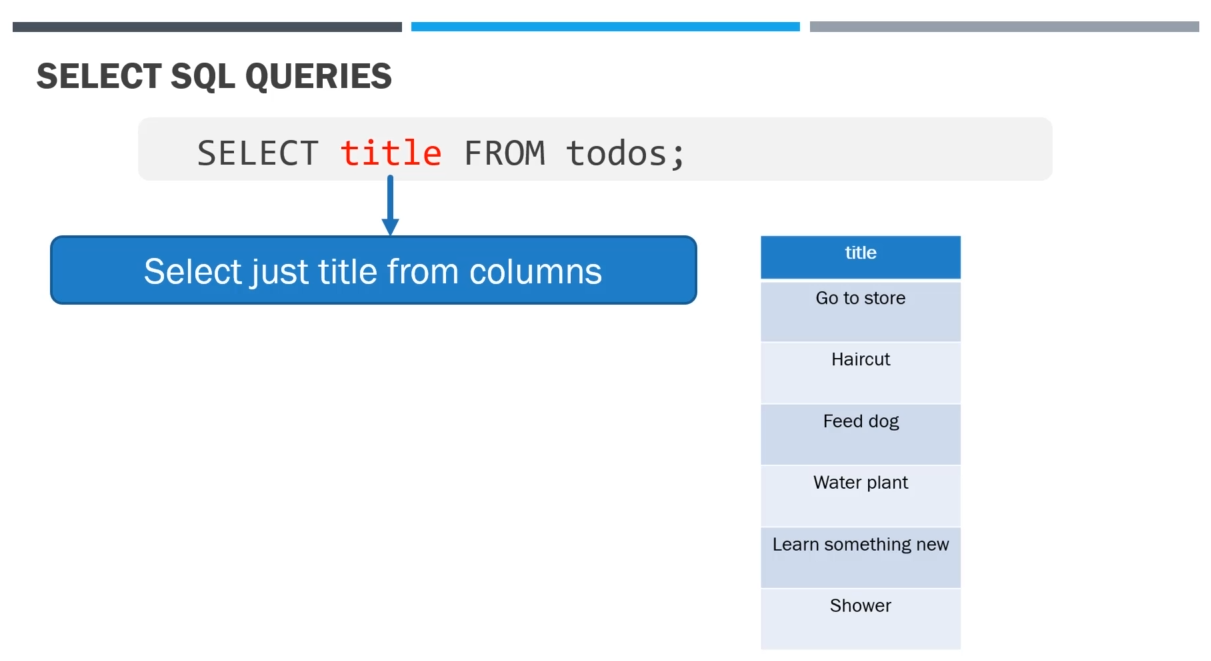 SELECT SQL QUERIES
SELECT title FROM todos;
Select just title from columns
title
Go to store
Haircut
Feed dog
Water plant
Learn something new
Shower